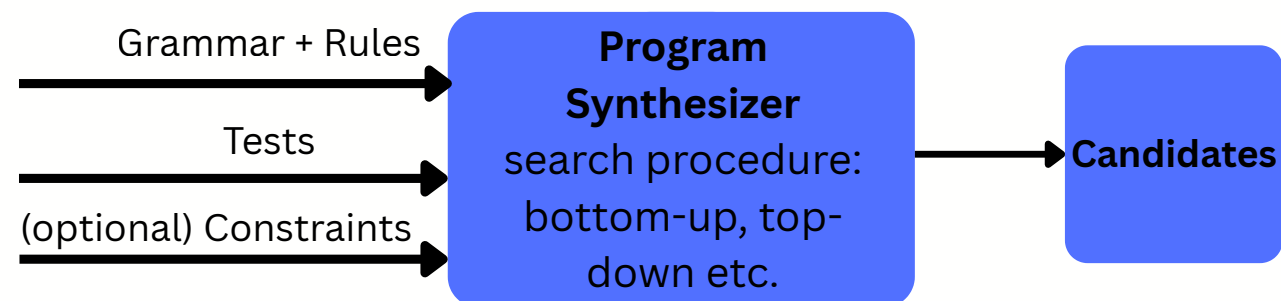 Grammar + Rules
Tests
(optional) Constraints
Program
Synthesizer
search procedure:
bottom-up, top-
down etc.
Candidates